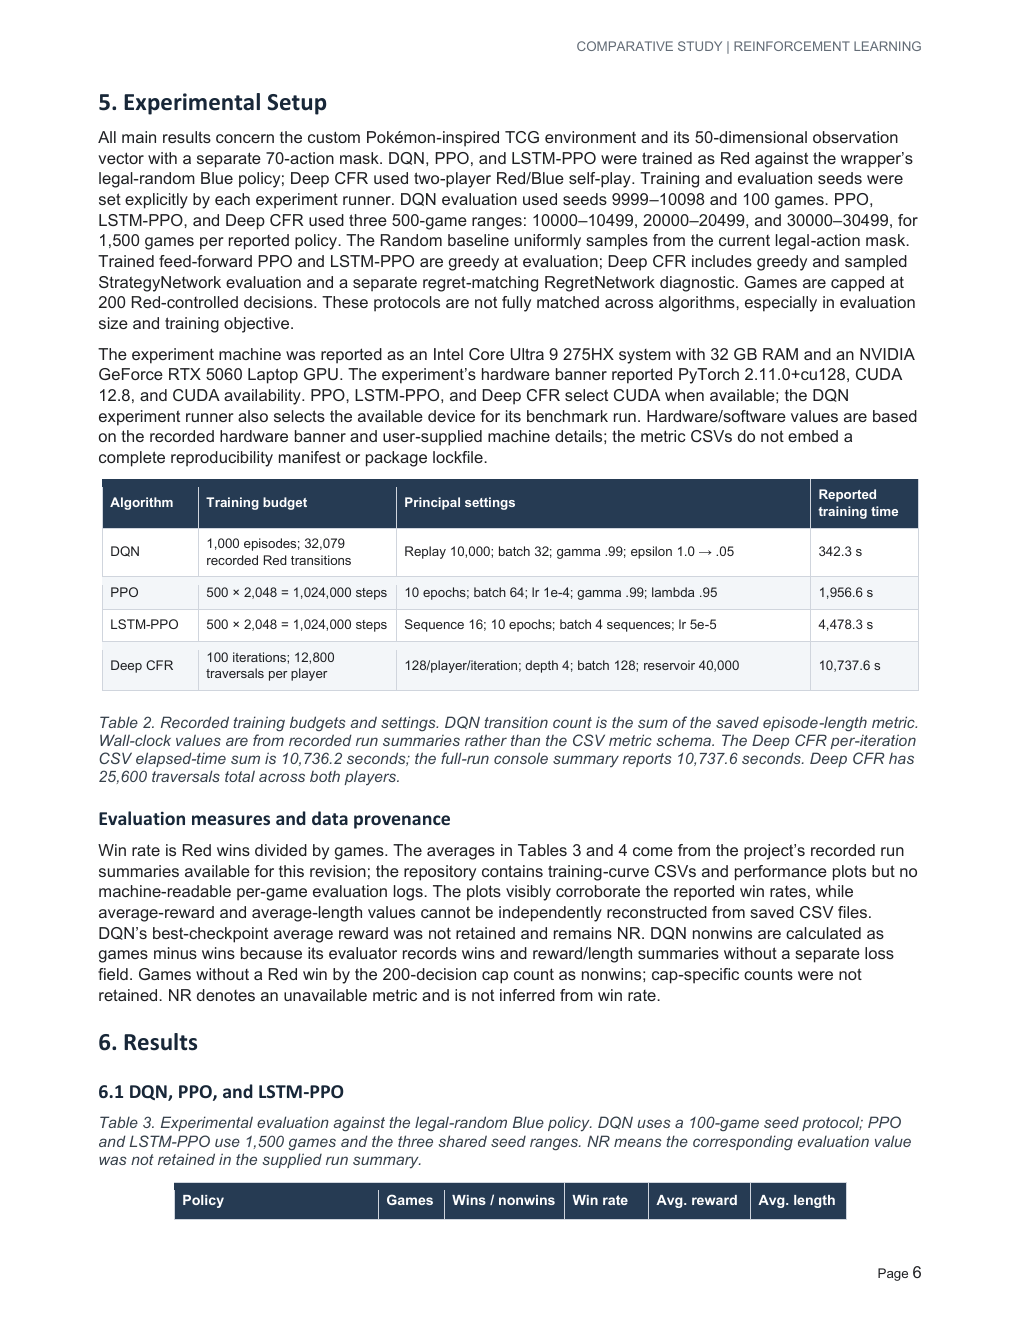 COMPARATIVE STUDY | REINFORCEMENT LEARNING
5. Experimental Setup
All main results concern the custom Pokémon-inspired TCG environment and its 50-dimensional observation
vector with a separate 70-action mask. DQN, PPO, and LSTM-PPO were trained as Red against the wrapper’s
legal-random Blue policy; Deep CFR used two-player Red/Blue self-play. Training and evaluation seeds were
set explicitly by each experiment runner. DQN evaluation used seeds 9999–10098 and 100 games. PPO,
LSTM-PPO, and Deep CFR used three 500-game ranges: 10000–10499, 20000–20499, and 30000–30499, for
1,500 games per reported policy. The Random baseline uniformly samples from the current legal-action mask.
Trained feed-forward PPO and LSTM-PPO are greedy at evaluation; Deep CFR includes greedy and sampled
StrategyNetwork evaluation and a separate regret-matching RegretNetwork diagnostic. Games are capped at
200 Red-controlled decisions. These protocols are not fully matched across algorithms, especially in evaluation
size and training objective.
The experiment machine was reported as an Intel Core Ultra 9 275HX system with 32 GB RAM and an NVIDIA
GeForce RTX 5060 Laptop GPU. The experiment’s hardware banner reported PyTorch 2.11.0+cu128, CUDA
12.8, and CUDA availability. PPO, LSTM-PPO, and Deep CFR select CUDA when available; the DQN
experiment runner also selects the available device for its benchmark run. Hardware/software values are based
on the recorded hardware banner and user-supplied machine details; the metric CSVs do not embed a
complete reproducibility manifest or package lockfile.
Algorithm Training budget Principal settings Reported
training time
DQN 1,000 episodes; 32,079
recorded Red transitions Replay 10,000; batch 32; gamma .99; epsilon 1.0 → .05 342.3 s
PPO 500 × 2,048 = 1,024,000 steps 10 epochs; batch 64; lr 1e-4; gamma .99; lambda .95 1,956.6 s
LSTM-PPO 500 × 2,048 = 1,024,000 steps Sequence 16; 10 epochs; batch 4 sequences; lr 5e-5 4,478.3 s
Deep CFR 100 iterations; 12,800
traversals per player 128/player/iteration; depth 4; batch 128; reservoir 40,000 10,737.6 s
Table 2. Recorded training budgets and settings. DQN transition count is the sum of the saved episode-length metric.
Wall-clock values are from recorded run summaries rather than the CSV metric schema. The Deep CFR per-iteration
CSV elapsed-time sum is 10,736.2 seconds; the full-run console summary reports 10,737.6 seconds. Deep CFR has
25,600 traversals total across both players.
Evaluation measures and data provenance
Win rate is Red wins divided by games. The averages in Tables 3 and 4 come from the project’s recorded run
summaries available for this revision; the repository contains training-curve CSVs and performance plots but no
machine-readable per-game evaluation logs. The plots visibly corroborate the reported win rates, while
average-reward and average-length values cannot be independently reconstructed from saved CSV files.
DQN’s best-checkpoint average reward was not retained and remains NR. DQN nonwins are calculated as
games minus wins because its evaluator records wins and reward/length summaries without a separate loss
field. Games without a Red win by the 200-decision cap count as nonwins; cap-specific counts were not
retained. NR denotes an unavailable metric and is not inferred from win rate.
6. Results
6.1 DQN, PPO, and LSTM-PPO
Table 3. Experimental evaluation against the legal-random Blue policy. DQN uses a 100-game seed protocol; PPO
and LSTM-PPO use 1,500 games and the three shared seed ranges. NR means the corresponding evaluation value
was not retained in the supplied run summary.
Policy Games Wins / nonwins Win rate Avg. reward Avg. length
Page 6